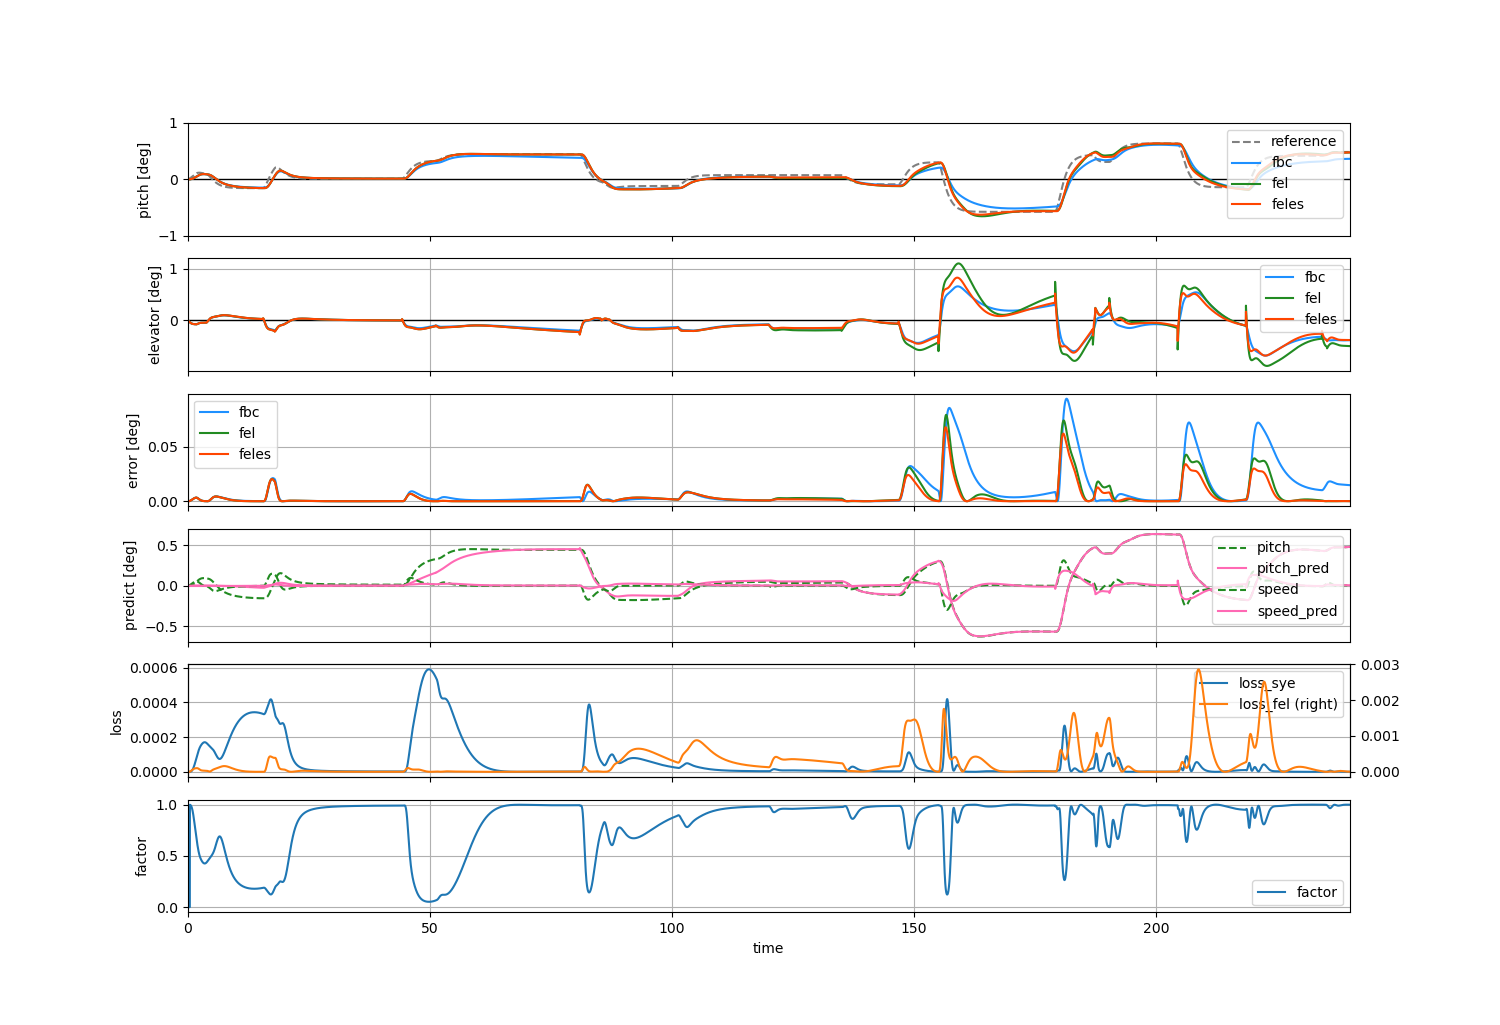 pitch [deg]
1
0
−1
reference
fbc
fel
feles
elevator [deg]
1
0
fbc
fel
feles
error [deg]
0.05
0.00
fbc
fel
feles
predict [deg]
0.5
0.0
−0.5
pitch
pitch_pred
speed
speed_pred
loss
0.0006
0.0004
0.0002
0.0000
loss_sye
loss_fel (right)
0.003
0.002
0.001
0.000
factor
1.0
0.5
0.0
factor
0 50 100 150 200
time